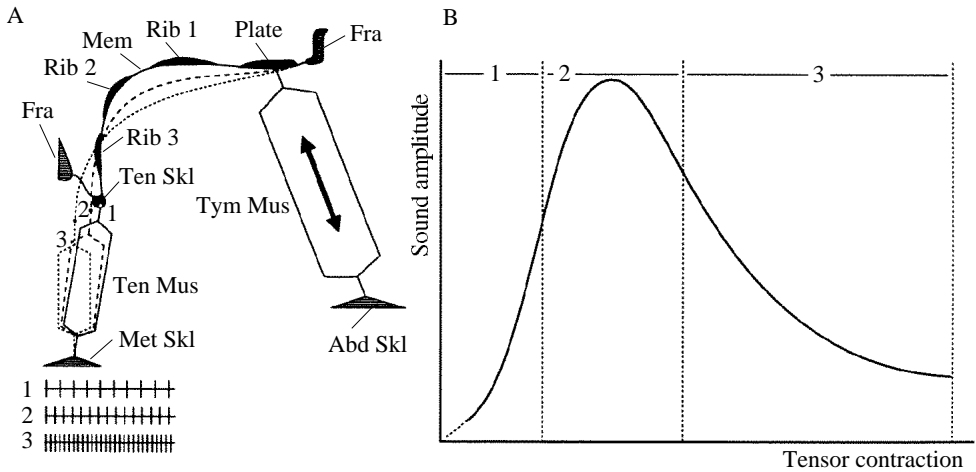 A
Rib 1
Plate
Fra
Mem
Rib 2
Fra
Rib 3
Ten Skl
2 1
Tym Mus
3
Ten Mus
Met Skl
Abd Skl
1
2
3
B
1 2 3
Sound amplitude
Tensor contraction